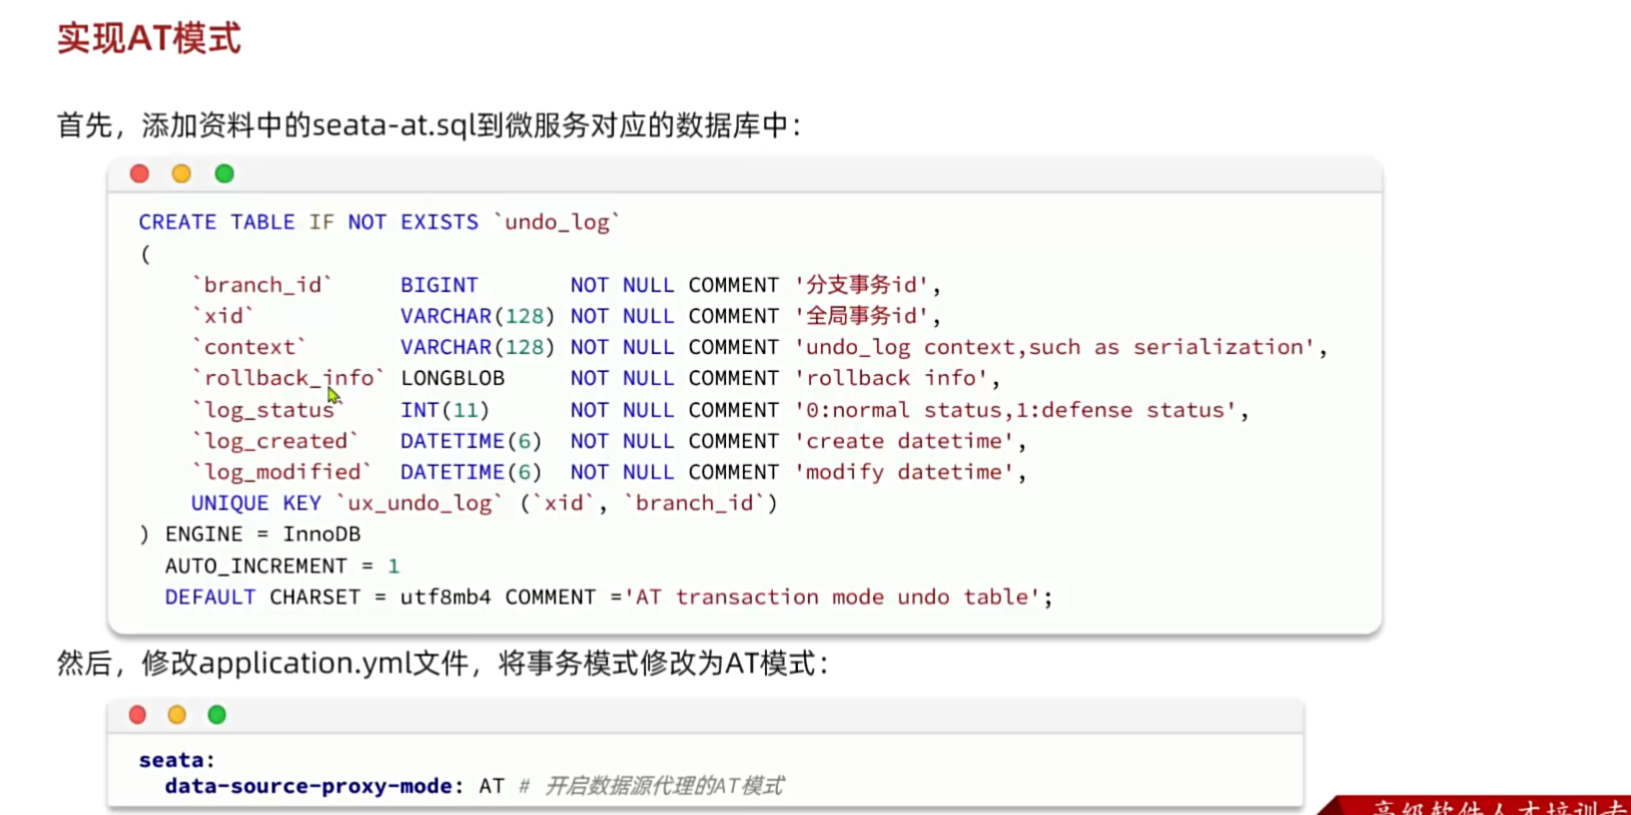 实现AT模式
首先，添加资料中的seata-at.sql到微服务对应的数据库中：
CREATE TABLE IF NOT EXISTS `undo_log`
(
    `branch_id`     BIGINT       NOT NULL COMMENT '分支事务id',
    `xid`           VARCHAR(128) NOT NULL COMMENT '全局事务id',
    `context`       VARCHAR(128) NOT NULL COMMENT 'undo_log context,such as serialization',
    `rollback_info` LONGBLOB     NOT NULL COMMENT 'rollback info',
    `log_status`    INT(11)      NOT NULL COMMENT '0:normal status,1:defense status',
    `log_created`   DATETIME(6)  NOT NULL COMMENT 'create datetime',
    `log_modified`  DATETIME(6)  NOT NULL COMMENT 'modify datetime',
    UNIQUE KEY `ux_undo_log` (`xid`, `branch_id`)
) ENGINE = InnoDB
  AUTO_INCREMENT = 1
  DEFAULT CHARSET = utf8mb4 COMMENT ='AT transaction mode undo table';
然后，修改application.yml文件，将事务模式修改为AT模式：
seata:
  data-source-proxy-mode: AT # 开启数据源代理的AT模式
高级软件人才培训专